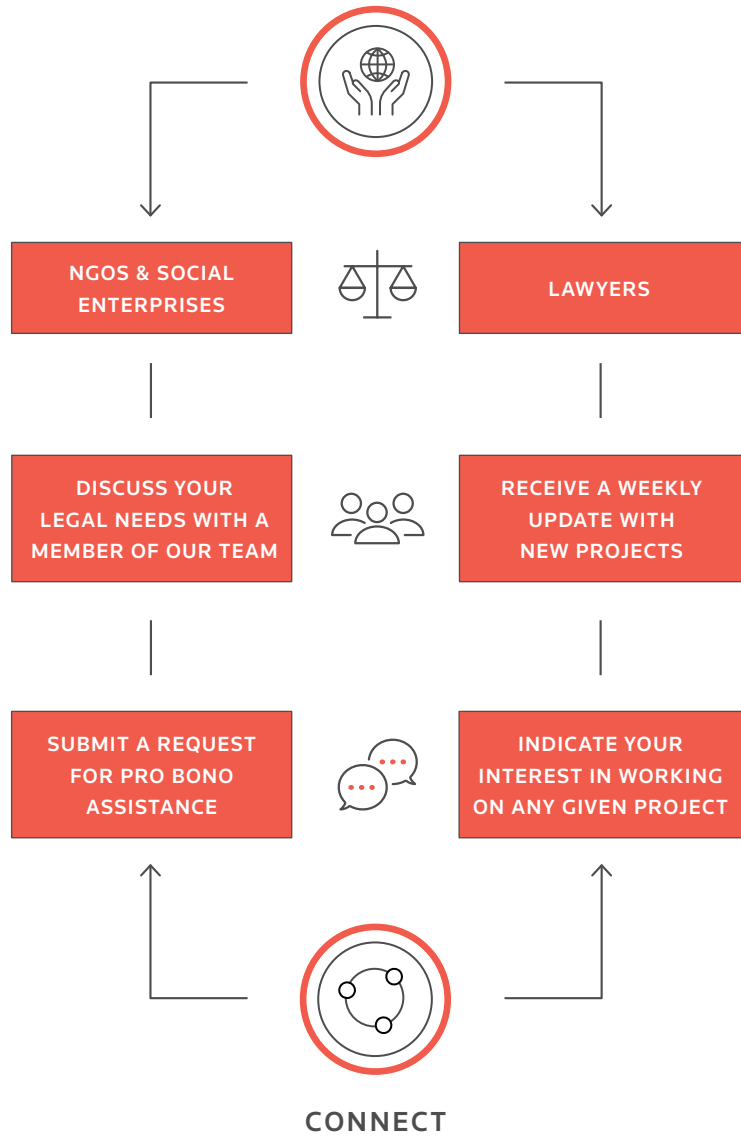 NGOS & SOCIAL
ENTERPRISES
LAWYERS
DISCUSS YOUR
LEGAL NEEDS WITH A
MEMBER OF OUR TEAM
RECEIVE A WEEKLY
UPDATE WITH
NEW PROJECTS
SUBMIT A REQUEST
FOR PRO BONO
ASSISTANCE
INDICATE YOUR
INTEREST IN WORKING
ON ANY GIVEN PROJECT
CONNECT